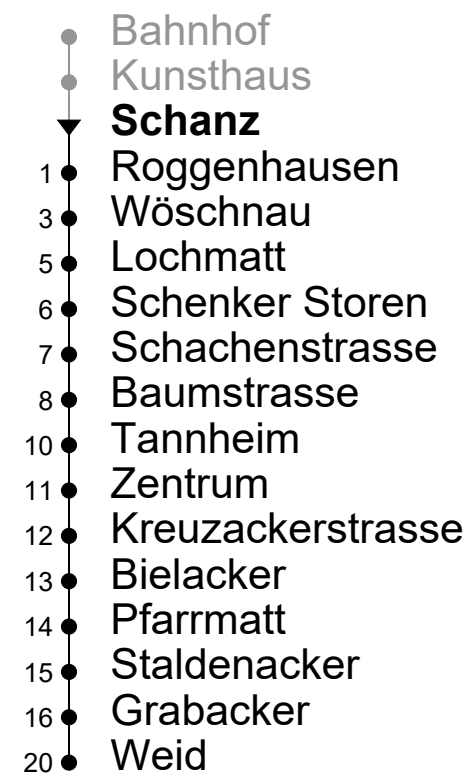 Bahnhof
Kunsthaus
Schanz
1 Roggenhausen
3 Wöschnau
5 Lochmatt
6 Schenker Storen
7 Schachenstrasse
8 Baumstrasse
10 Tannheim
11 Zentrum
12 Kreuzackerstrasse
13 Bielacker
14 Pfarrmatt
15 Staldenacker
16 Grabacker
20 Weid